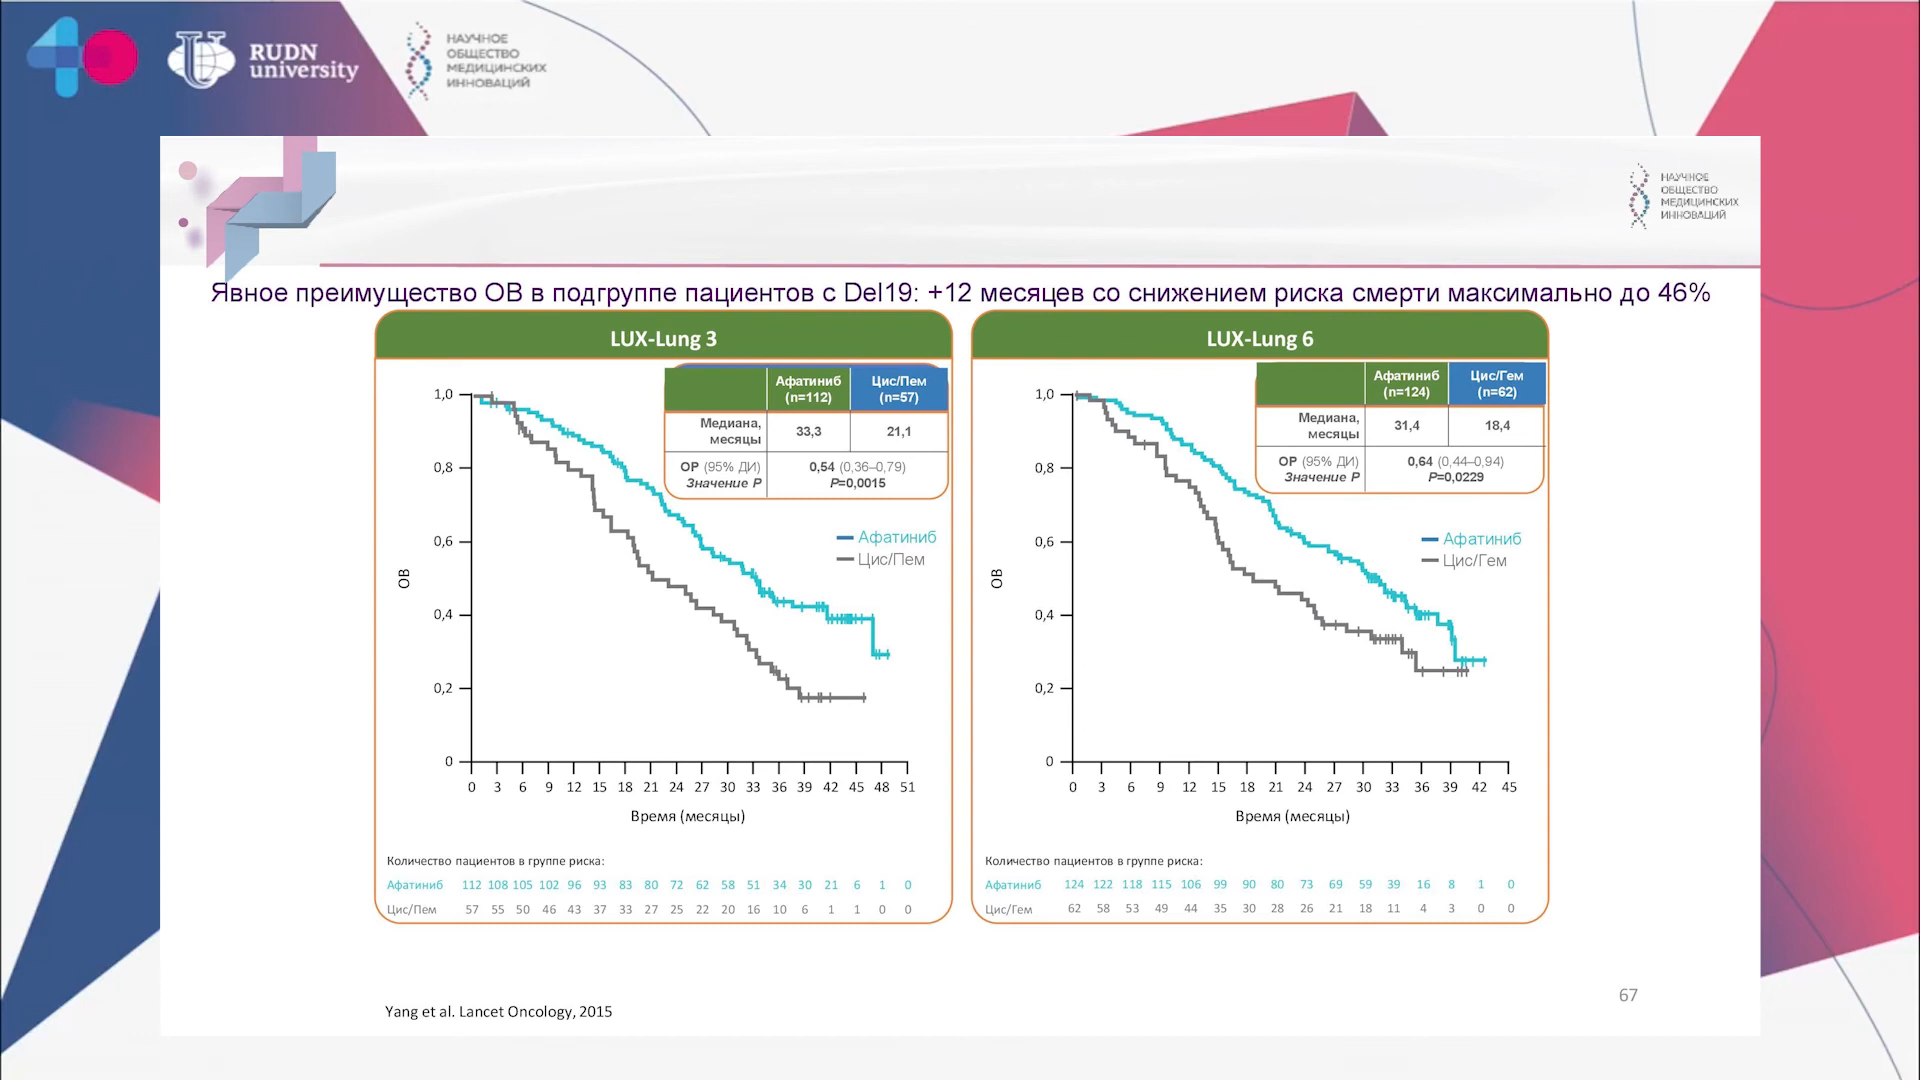 RUDN
university
НАУЧНОЕ
ОБЩЕСТВО
МЕДИЦИНСКИХ
ИННОВАЦИЙ
НАУЧНОЕ
ОБЩЕСТВО
МЕДИЦИНСКИХ
ИННОВАЦИЙ
Явное преимущество ОВ в подгруппе пациентов с Del19: +12 месяцев со снижением риска смерти максимально до 46%
LUX-Lung 3
Афатиниб Цис/Пем
(n=112) (n=57)
Медиана,
месяцы 33,3 21,1
ОР (95% ДИ) 0,54 (0,36–0,79)
Значение P P=0,0015
Афатиниб
Цис/Пем
ОВ
1,0
0,8
0,6
0,4
0,2
0
0 3 6 9 12 15 18 21 24 27 30 33 36 39 42 45 48 51
Время (месяцы)
Количество пациентов в группе риска:
Афатиниб 112 108 105 102 96 93 83 80 72 62 58 51 34 30 21 6 1 0
Цис/Пем 57 55 50 46 43 37 33 27 25 22 20 16 10 6 1 1 0 0
LUX-Lung 6
Афатиниб Цис/Гем
(n=124) (n=62)
Медиана,
месяцы 31,4 18,4
ОР (95% ДИ) 0,64 (0,44–0,94)
Значение P P=0,0229
Афатиниб
Цис/Гем
ОВ
1,0
0,8
0,6
0,4
0,2
0
0 3 6 9 12 15 18 21 24 27 30 33 36 39 42 45
Время (месяцы)
Количество пациентов в группе риска:
Афатиниб 124 122 118 115 106 99 90 80 73 69 59 39 16 8 1 0
Цис/Гем 62 58 53 49 44 35 30 28 26 21 18 11 4 3 0 0
67
Yang et al. Lancet Oncology, 2015